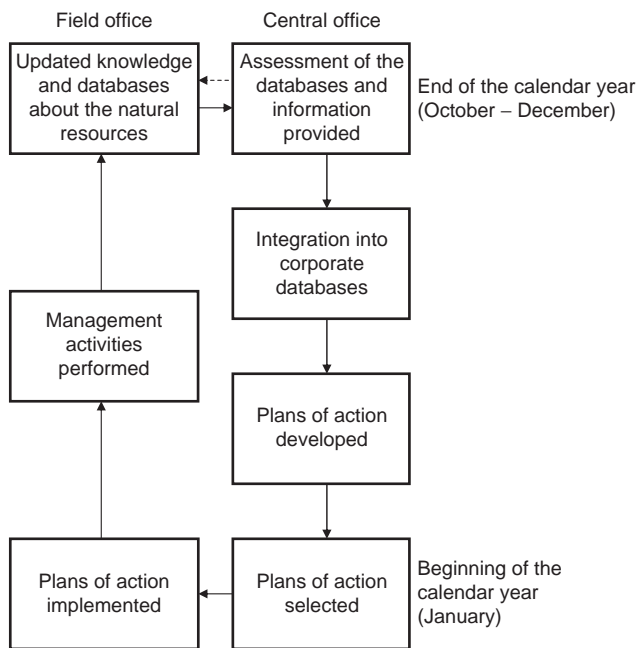 Field office
Central office
Updated knowledge
and databases
about the natural
resources
Assessment of the
databases and
information
provided
End of the calendar year
(October – December)
Integration into
corporate
databases
Management
activities
performed
Plans of action
developed
Plans of action
implemented
Plans of action
selected
Beginning of the
calendar year
(January)